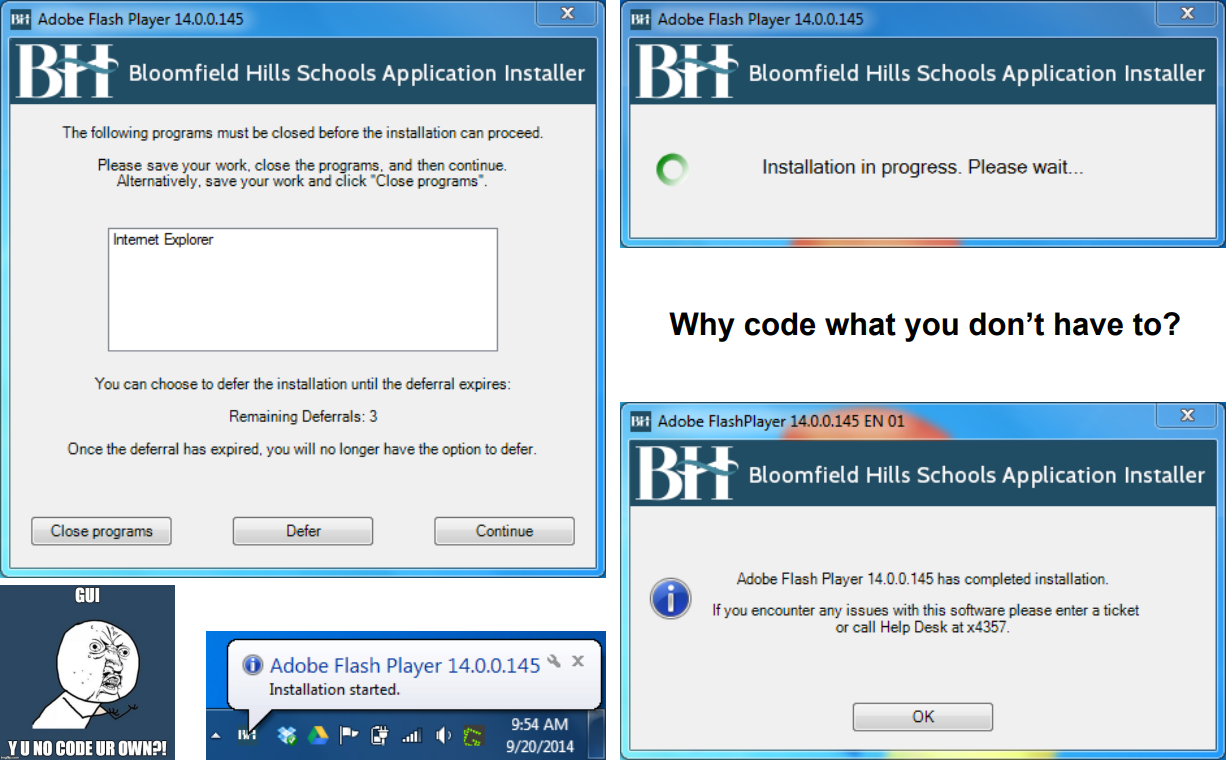 BH Adobe Flash Player 14.0.0.145
BH Bloomfield Hills Schools Application Installer
The following programs must be closed before the installation can proceed.
Please save your work, close the programs, and then continue.
Alternatively, save your work and click "Close programs".
Internet Explorer
You can choose to defer the installation until the deferral expires:
Remaining Deferrals: 3
Once the deferral has expired, you will no longer have the option to defer.
Close programs Defer Continue
BH Adobe Flash Player 14.0.0.145
BH Bloomfield Hills Schools Application Installer
Installation in progress. Please wait...
Why code what you don't have to?
BH Adobe FlashPlayer 14.0.0.145 EN 01
BH Bloomfield Hills Schools Application Installer
Adobe Flash Player 14.0.0.145 has completed installation.
If you encounter any issues with this software please enter a ticket
or call Help Desk at x4357.
OK
GUI
Y U NO CODE UR OWN?!
imgflip.com
Adobe Flash Player 14.0.0.145
Installation started.
BH
9:54 AM
9/20/2014